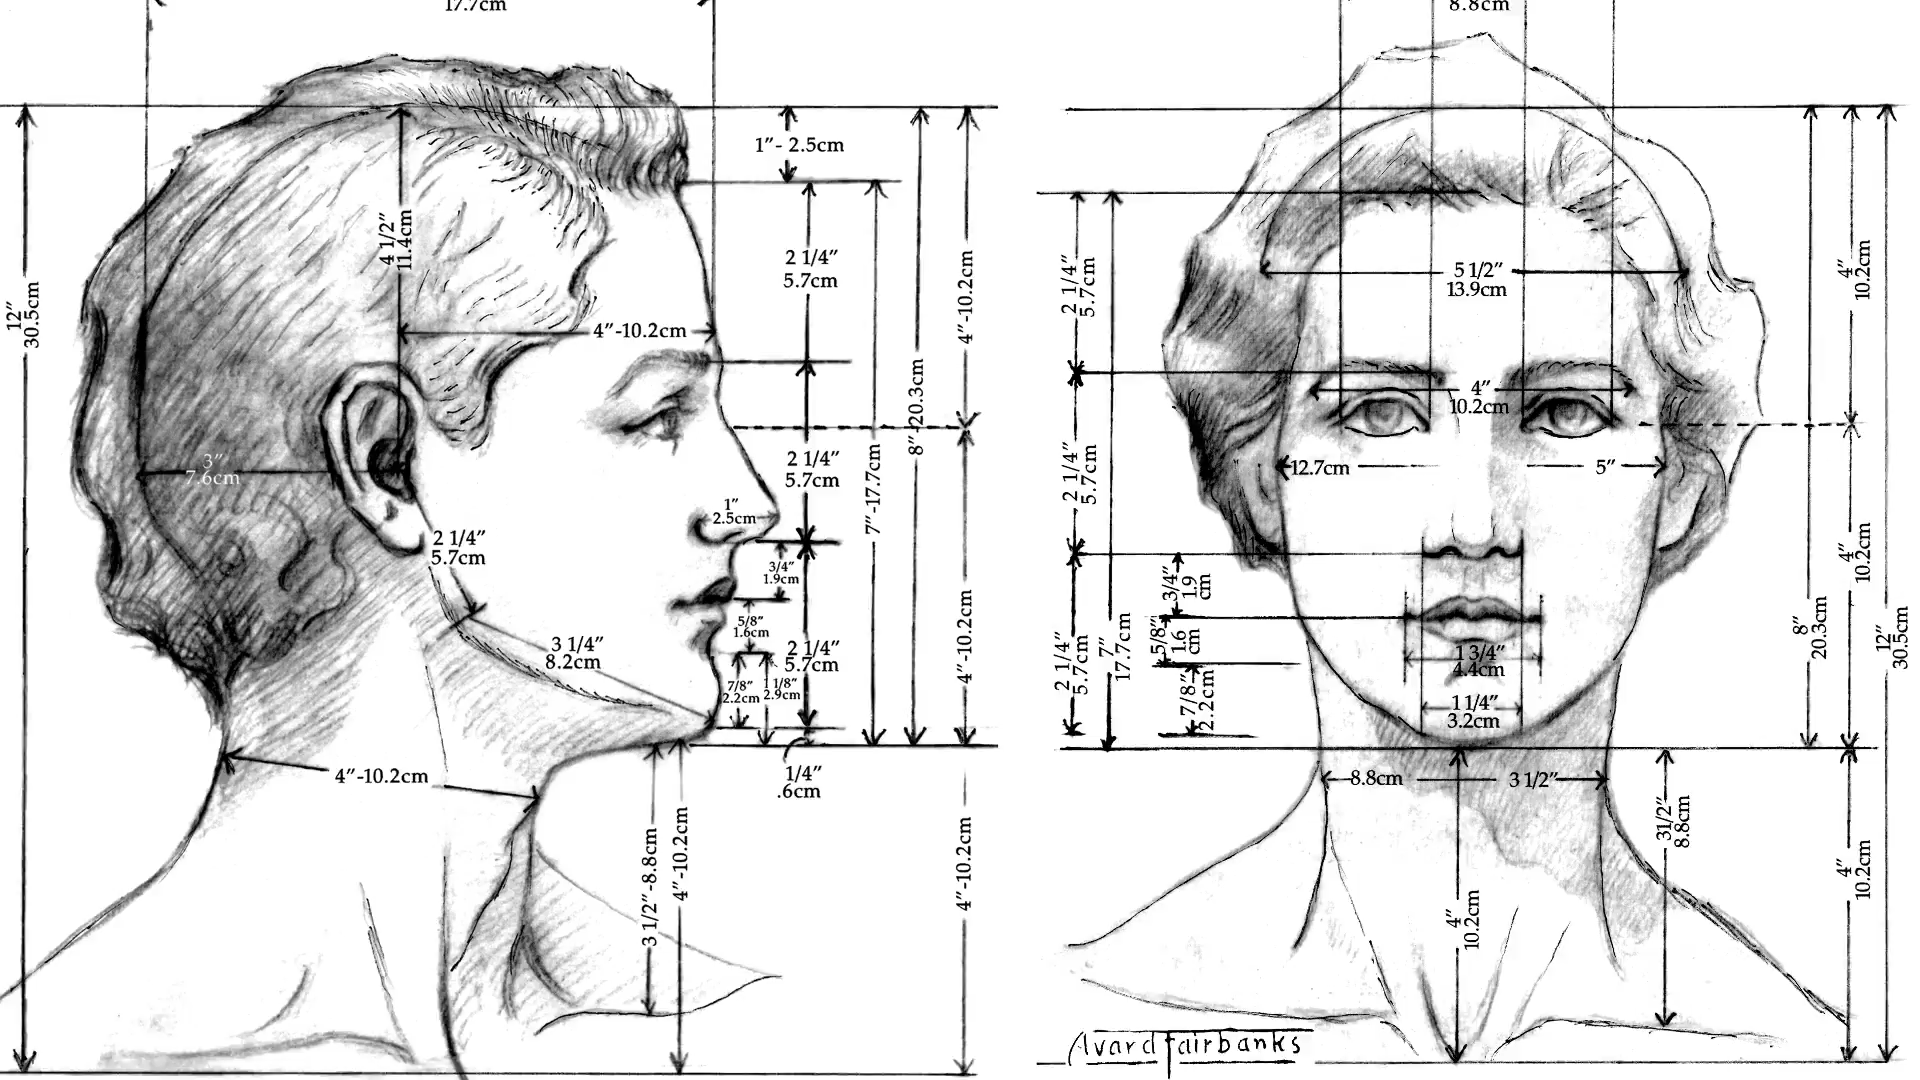 17.7cm
1”- 2.5cm
4 1/2”
11.4cm
2 1/4”
5.7cm
4”-10.2cm
12”
30.5cm
4”-10.2cm
8”-20.3cm
3”
7.6cm
2 1/4”
5.7cm
7”-17.7cm
1”
2.5cm
2 1/4”
5.7cm
3/4”
1.9cm
5/8”
1.6cm
3 1/4”
8.2cm
2 1/4”
5.7cm
4”-10.2cm
7/8”
2.2cm
1 1/8”
2.9cm
4”-10.2cm
1/4”
.6cm
3 1/2”-8.8cm
4”-10.2cm
4”-10.2cm
8.8cm
2 1/4”
5.7cm
5 1/2”
13.9cm
4”
10.2cm
4”
10.2cm
2 1/4”
5.7cm
12.7cm
5”
4”
10.2cm
3/4”
1.9
cm
5/8”
1.6
cm
2 1/4”
5.7cm
7”
17.7cm
1 3/4”
4.4cm
8”
20.3cm
12”
30.5cm
7/8”
2.2cm
1 1/4”
3.2cm
8.8cm
3 1/2”
31/2”
8.8cm
4”
10.2cm
4”
10.2cm
Avard Fairbanks